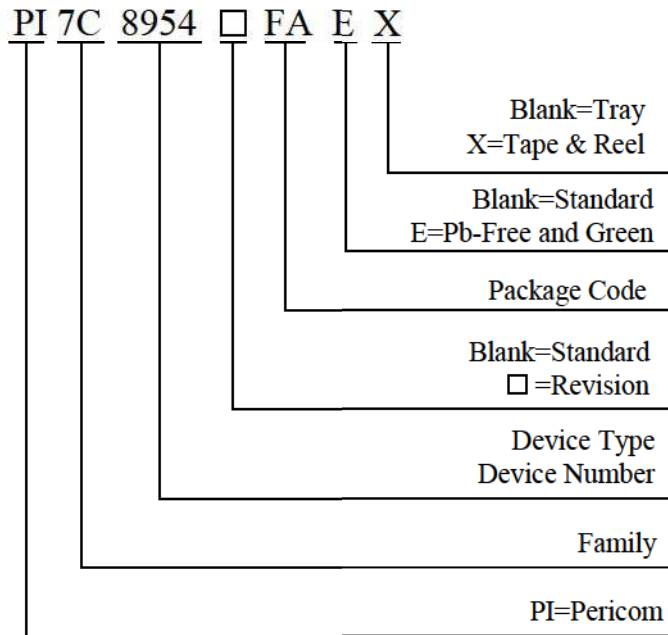 PI 7C 8954 □ FA E X
Blank=Tray
X=Tape & Reel
Blank=Standard
E=Pb-Free and Green
Package Code
Blank=Standard
□ =Revision
Device Type
Device Number
Family
PI=Pericom